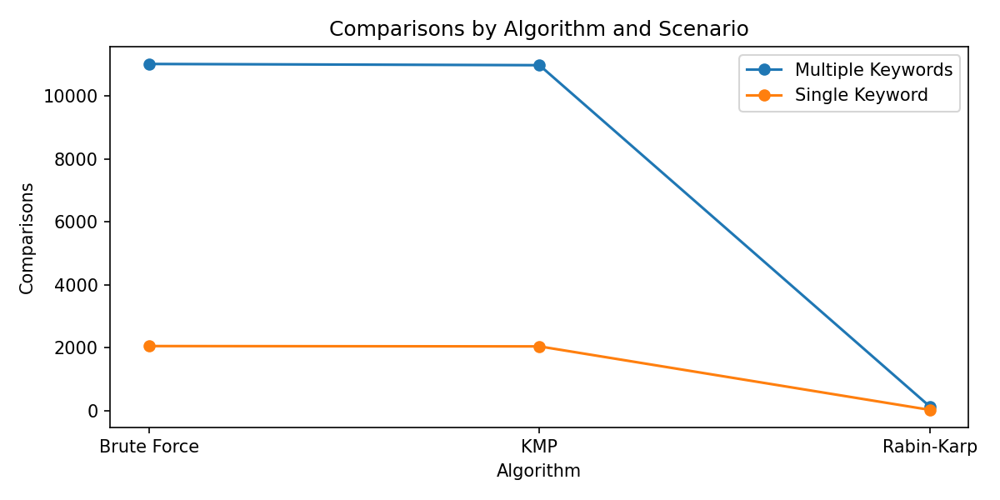 Comparisons by Algorithm and Scenario
Multiple Keywords
Single Keyword
Comparisons
10000
8000
6000
4000
2000
0
Brute Force
KMP
Rabin-Karp
Algorithm